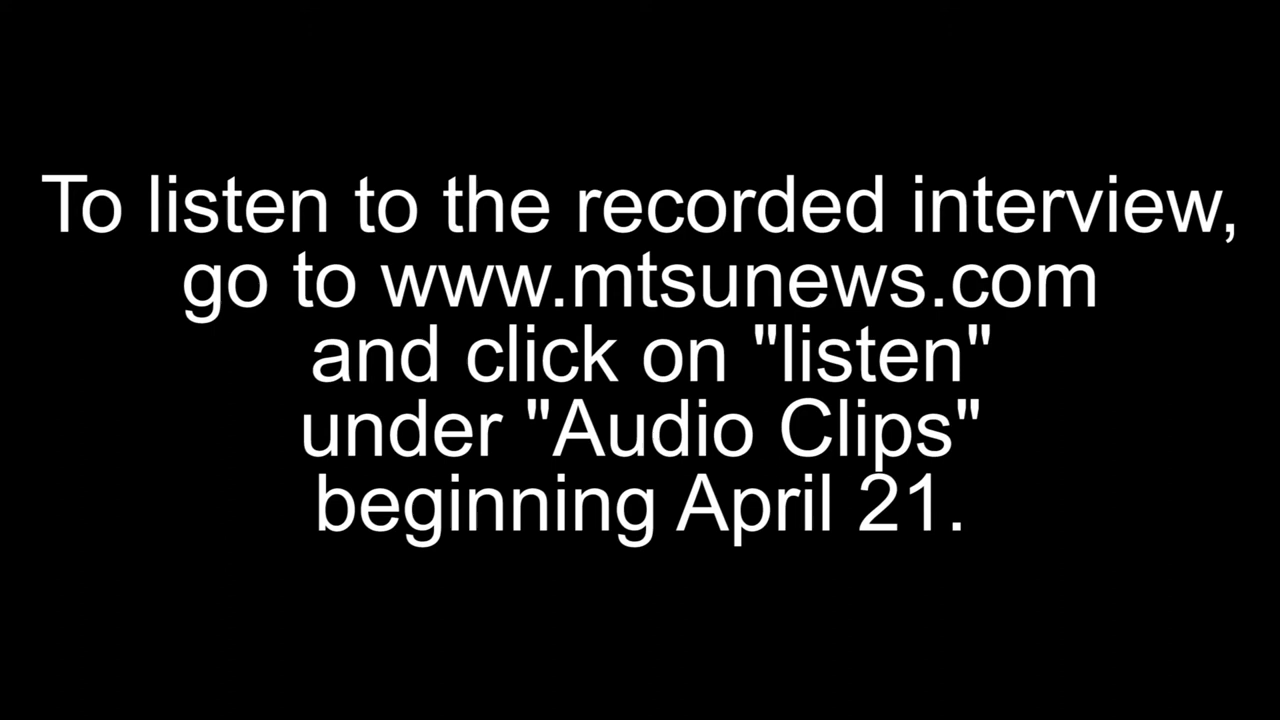 To listen to the recorded interview,
go to www.mtsunews.com
and click on "listen"
under "Audio Clips"
beginning April 21.